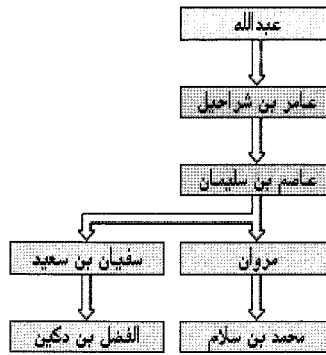 عبدالله
عامر بن شراحيل
عاصم بن سليمان
مروان
سفيان بن سعيد
محمد بن سلام
الفضل بن دكين